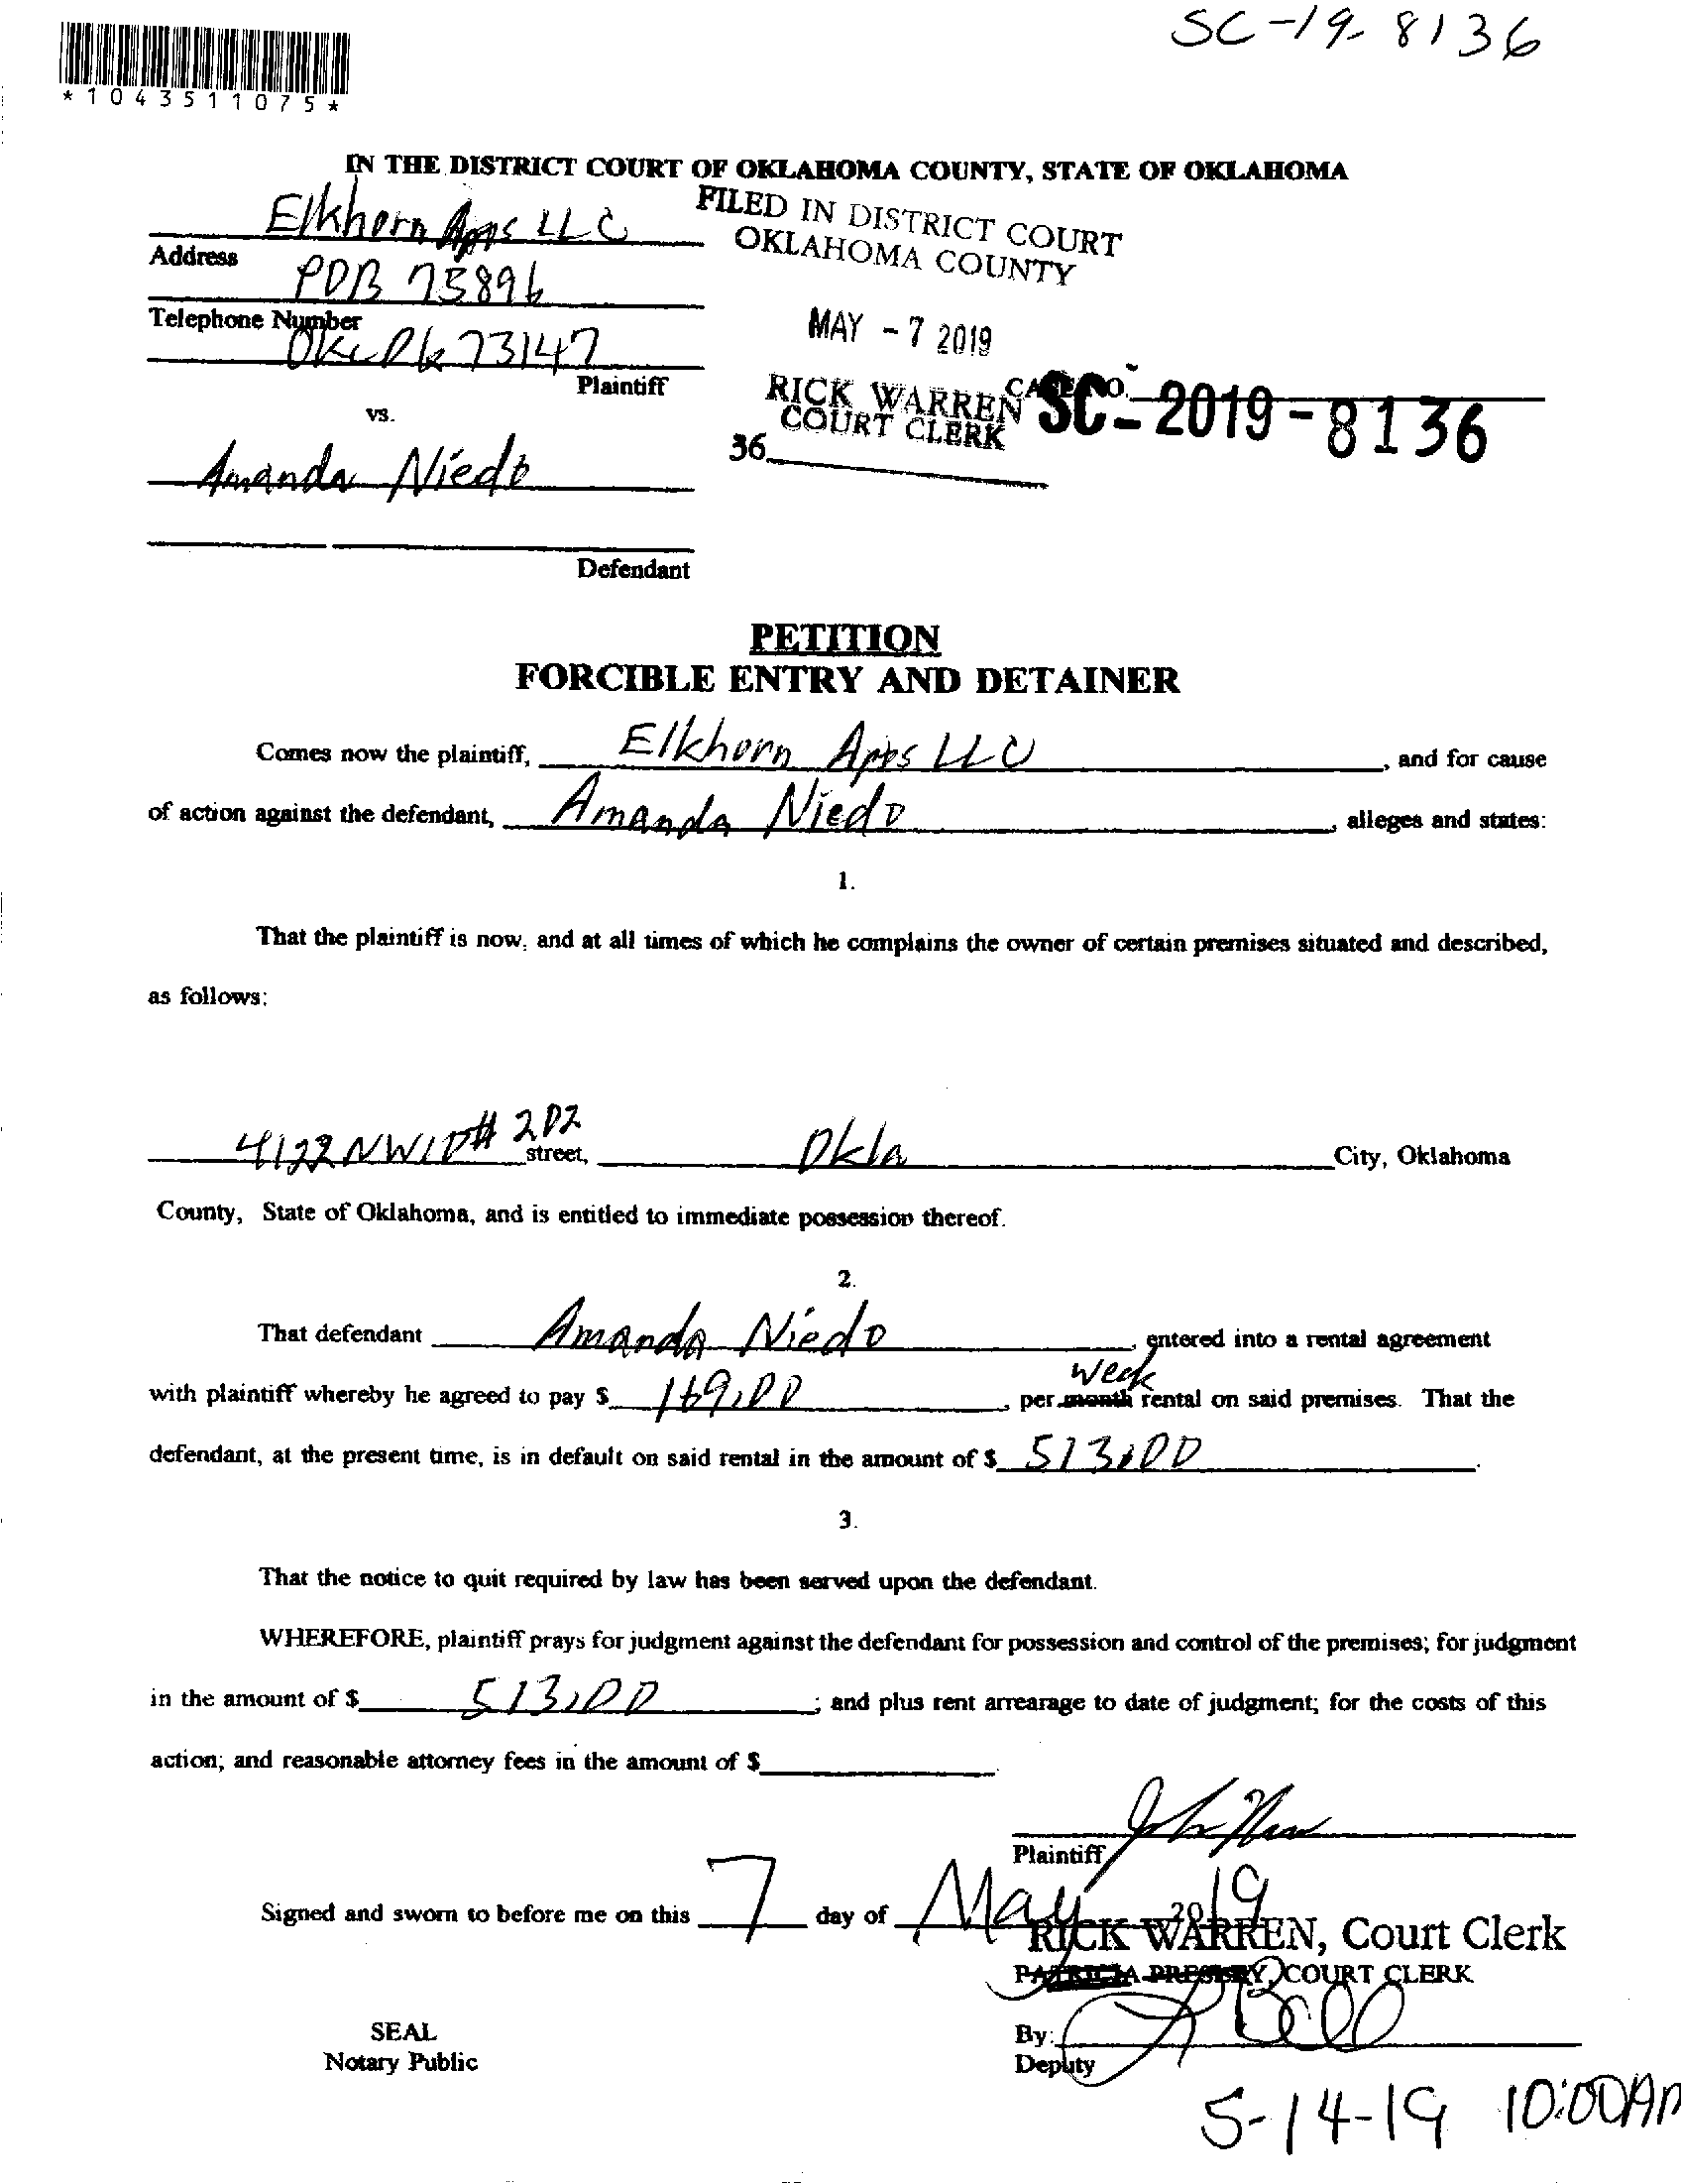 SC-19-8136
*1043511075*
IN THE DISTRICT COURT OF OKLAHOMA COUNTY, STATE OF OKLAHOMA
Elkhorn Apps LLC
FILED IN DISTRICT COURT
OKLAHOMA COUNTY
Address
POB 75896
Telephone Number
OKC Ok 73147
MAY - 7 2019
Plaintiff
RICK WARREN
COURT CLERK
CASE NO. SC-2019-8136
36
vs.
Amanda Niedo
Defendant
PETITION
FORCIBLE ENTRY AND DETAINER
Comes now the plaintiff, Elkhorn Apps LLC, and for cause
of action against the defendant, Amanda Niedo, alleges and states:
1.
That the plaintiff is now, and at all times of which he complains the owner of certain premises situated and described,
as follows:
4122 NW10# 202 street, Okla City, Oklahoma
County, State of Oklahoma, and is entitled to immediate possession thereof.
2.
That defendant Amanda Niedo, entered into a rental agreement
week
with plaintiff whereby he agreed to pay $ 169.00, per month rental on said premises. That the
defendant, at the present time, is in default on said rental in the amount of $ 513.00.
3.
That the notice to quit required by law has been served upon the defendant.
WHEREFORE, plaintiff prays for judgment against the defendant for possession and control of the premises; for judgment
in the amount of $ 513.00; and plus rent arrearage to date of judgment; for the costs of this
action; and reasonable attorney fees in the amount of $
Plaintiff
Signed and sworn to before me on this 7 day of May 2019
RICK WARREN, Court Clerk
PATRICIA PRESLEY, COURT CLERK
SEAL
Notary Public
By:
Deputy
5-14-19 10:00AM